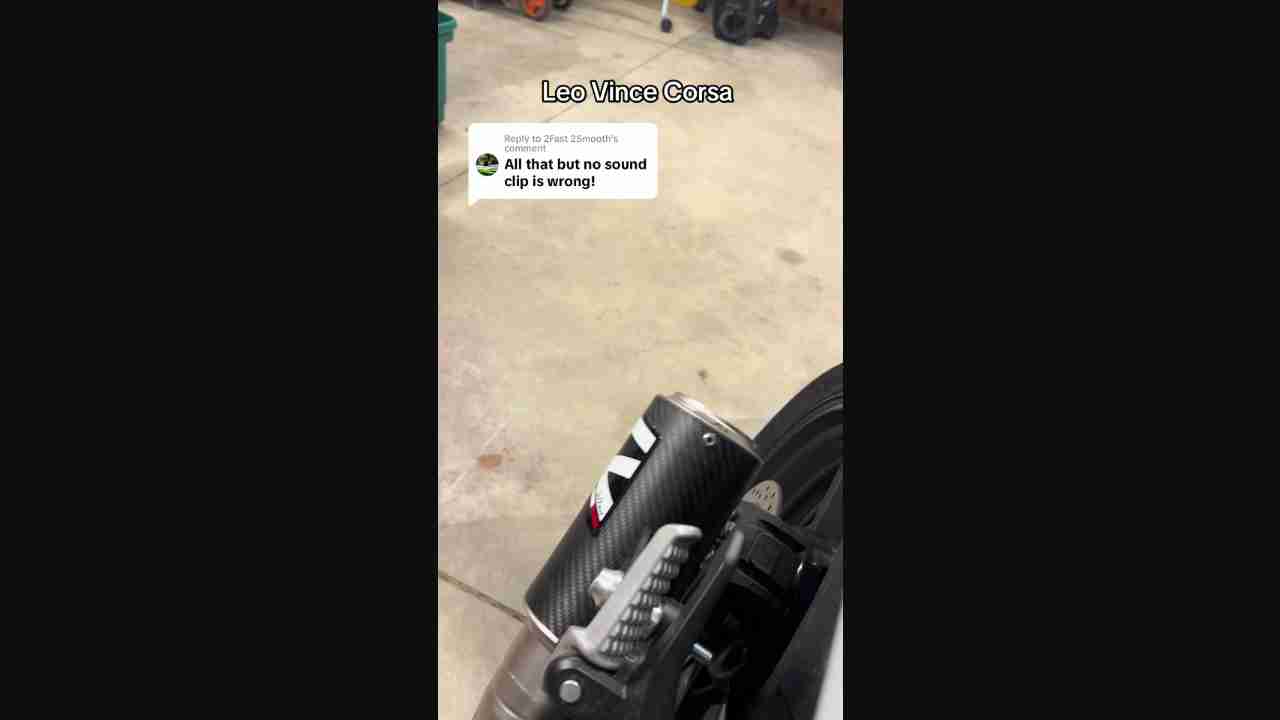 Leo Vince Corsa
Reply to 2Fast 2Smooth's
comment
All that but no sound
clip is wrong!